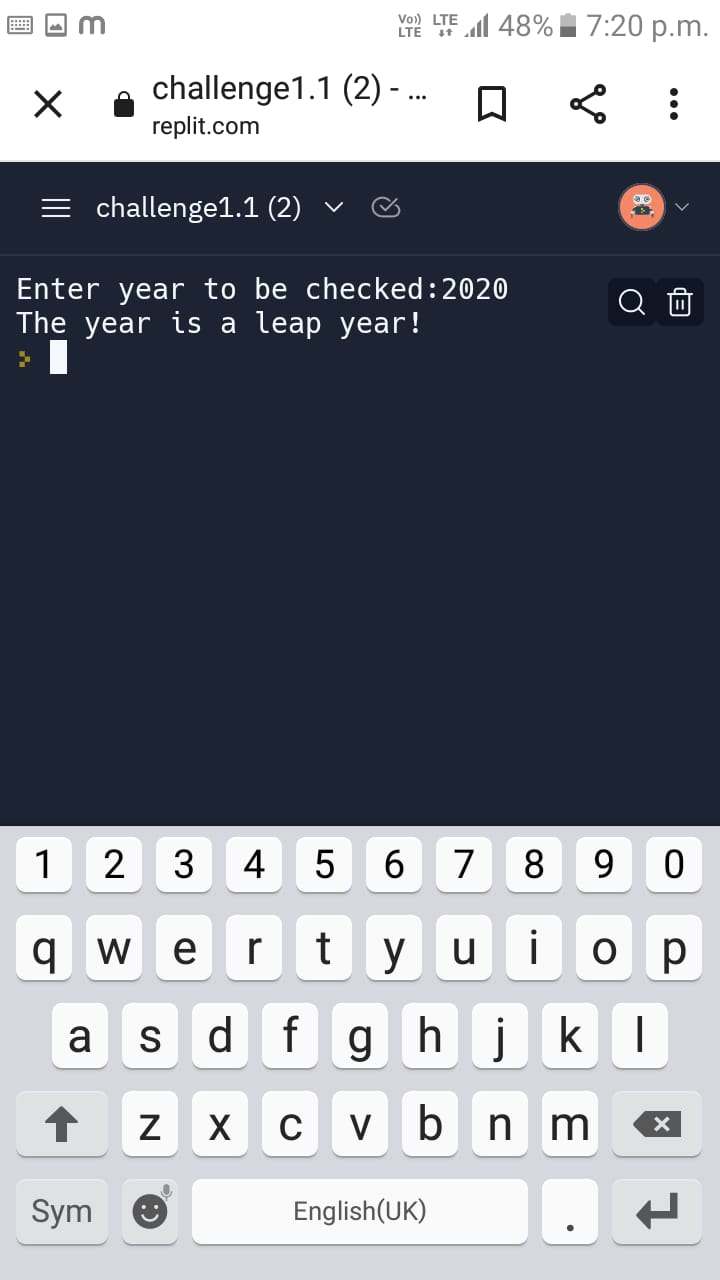 m Vo)) LTE LTE 48% 7:20 p.m.
challenge1.1 (2) - ...
replit.com
challenge1.1 (2)
Enter year to be checked:2020
The year is a leap year!
1 2 3 4 5 6 7 8 9 0
q w e r t y u i o p
a s d f g h j k l
z x c v b n m
Sym English(UK) .